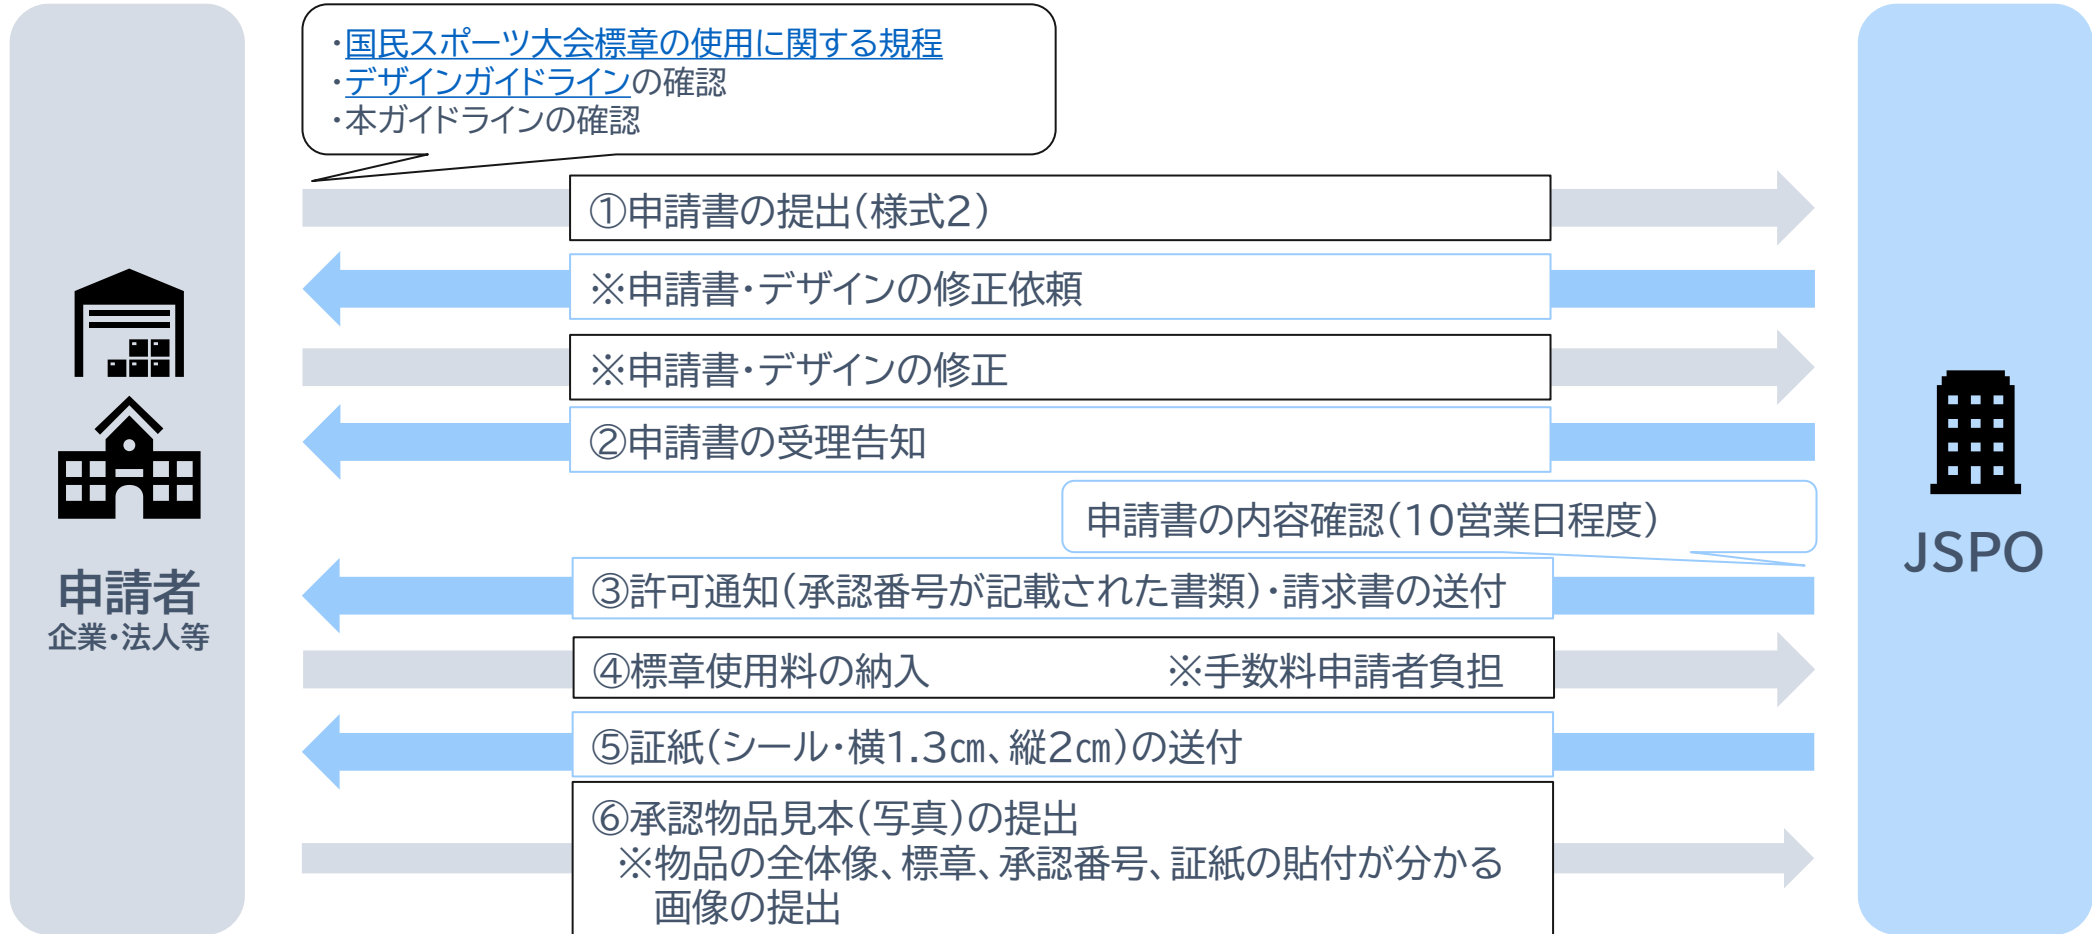 ・国民スポーツ大会標章の使用に関する規程
・デザインガイドラインの確認
・本ガイドラインの確認
①申請書の提出(様式2)
※申請書・デザインの修正依頼
※申請書・デザインの修正
②申請書の受理告知
申請書の内容確認(10営業日程度)
③許可通知(承認番号が記載された書類)・請求書の送付
④標章使用料の納入 ※手数料申請者負担
⑤証紙(シール・横1.3㎝、縦2㎝)の送付
⑥承認物品見本(写真)の提出
※物品の全体像、標章、承認番号、証紙の貼付が分かる
画像の提出
申請者
企業・法人等
JSPO